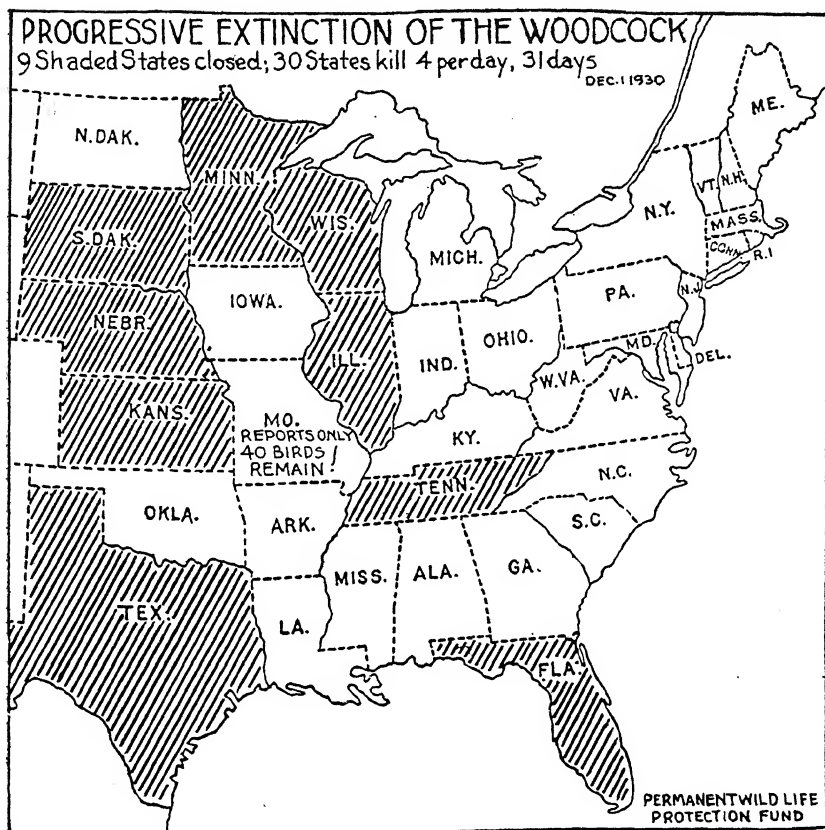 PROGRESSIVE EXTINCTION OF THE WOODCOCK
9 Shaded States closed; 30 States kill 4 per day, 31 days
DEC. 1 1930
ME.
N. DAK.
MINN.
VT.
N.H.
WIS.
N.Y.
MASS.
S. DAK.
MICH.
CONN.
R.I
IOWA.
PA.
N.J.
NEBR.
OHIO.
ILL.
IND.
MD.
DEL.
W.VA.
VA.
KANS.
MO.
REPORTS ONLY
40 BIRDS
REMAIN!
KY.
TENN.
N.C.
OKLA.
ARK.
S.C.
MISS.
ALA.
GA.
TEX.
LA.
FLA.
PERMANENT WILD LIFE
PROTECTION FUND